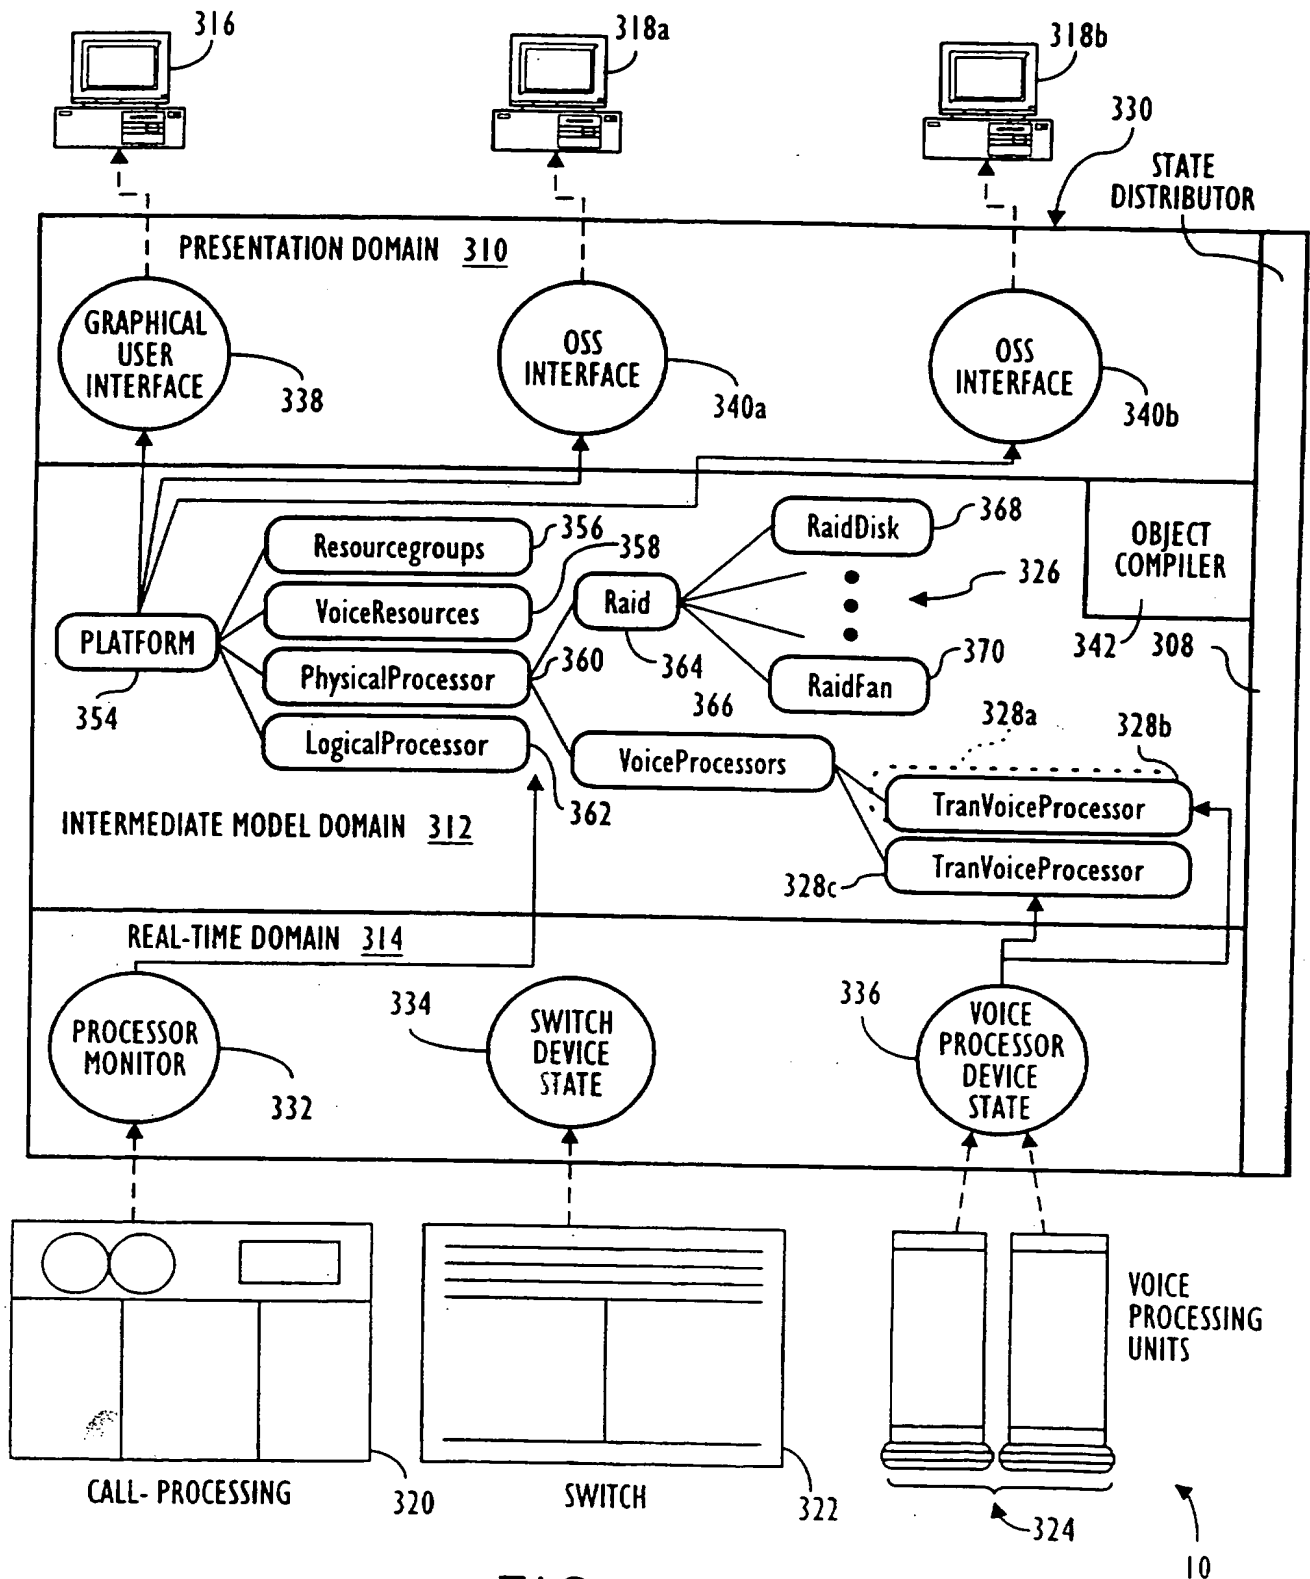 316
318a
318b
330
STATE
DISTRIBUTOR
PRESENTATION DOMAIN 310
GRAPHICAL
USER
INTERFACE
338
OSS
INTERFACE
340a
OSS
INTERFACE
340b
Resourcegroups
356
358
VoiceResources
PLATFORM
354
PhysicalProcessor
360
LogicalProcessor
362
Raid
364
366
RaidDisk
368
326
RaidFan
370
OBJECT
COMPILER
342
308
328a
328b
VoiceProcessors
TranVoiceProcessor
TranVoiceProcessor
328c
INTERMEDIATE MODEL DOMAIN 312
REAL-TIME DOMAIN 314
PROCESSOR
MONITOR
332
334
SWITCH
DEVICE
STATE
336
VOICE
PROCESSOR
DEVICE
STATE
VOICE
PROCESSING
UNITS
CALL- PROCESSING
320
SWITCH
322
324
10